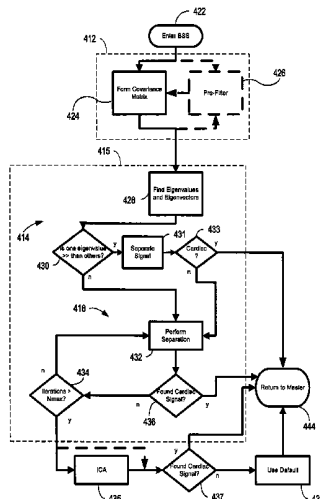 422
Enter BSS
412
Form Covariance Matrix
Pre-Filter
426
424
415
Find Eigenvalues and Eigenvectors
428
414
Is one eigenvalue >> than others?
y
Separate Signal
431
433
Cardiac ?
y
430
n
n
418
Perform Separation
432
n
434
Iterations > Nmax?
n
Found Cardiac Signal?
y
436
Return to Master
444
y
y
ICA
Found Cardiac Signal?
n
Use Default
435
437